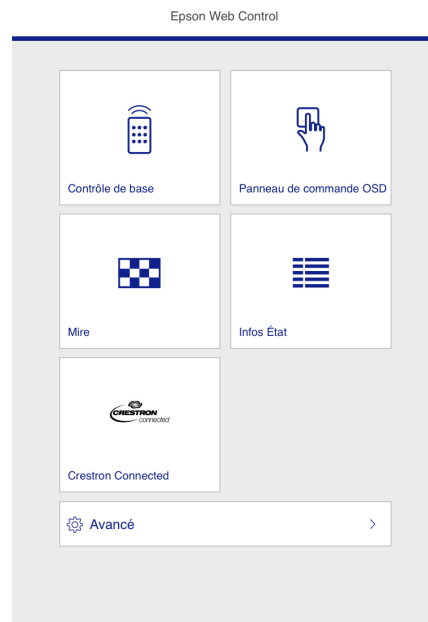 Epson Web Control
Contrôle de base
Panneau de commande OSD
Mire
Infos État
CRESTRON
connected
Crestron Connected
Avancé